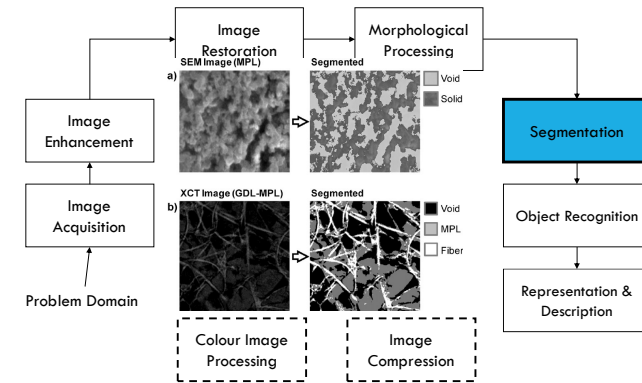 Image
Restoration
Morphological
Processing
SEM Image (MPL)
Segmented
a)
Void
Solid
Image
Enhancement
Segmentation
Image
Acquisition
XCT Image (GDL-MPL)
Segmented
b)
Void
MPL
Fiber
Object Recognition
Problem Domain
Representation &
Description
Colour Image
Processing
Image
Compression